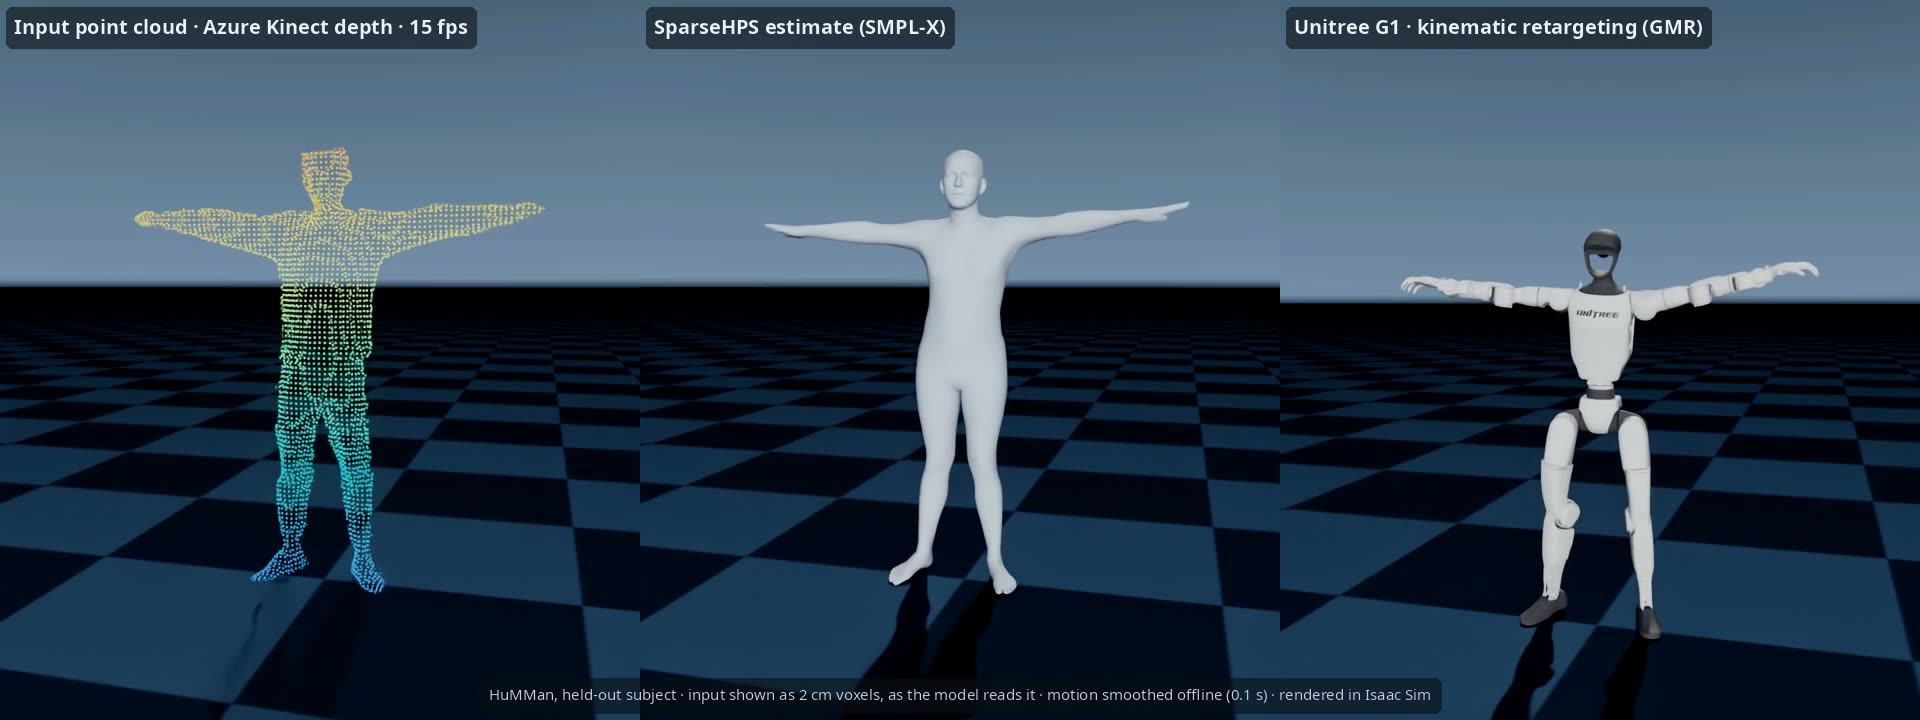 Input point cloud · Azure Kinect depth · 15 fps
SparseHPS estimate (SMPL-X)
Unitree G1 · kinematic retargeting (GMR)
UNITREE
HuMMan, held-out subject · input shown as 2 cm voxels, as the model reads it · motion smoothed offline (0.1 s) · rendered in Isaac Sim